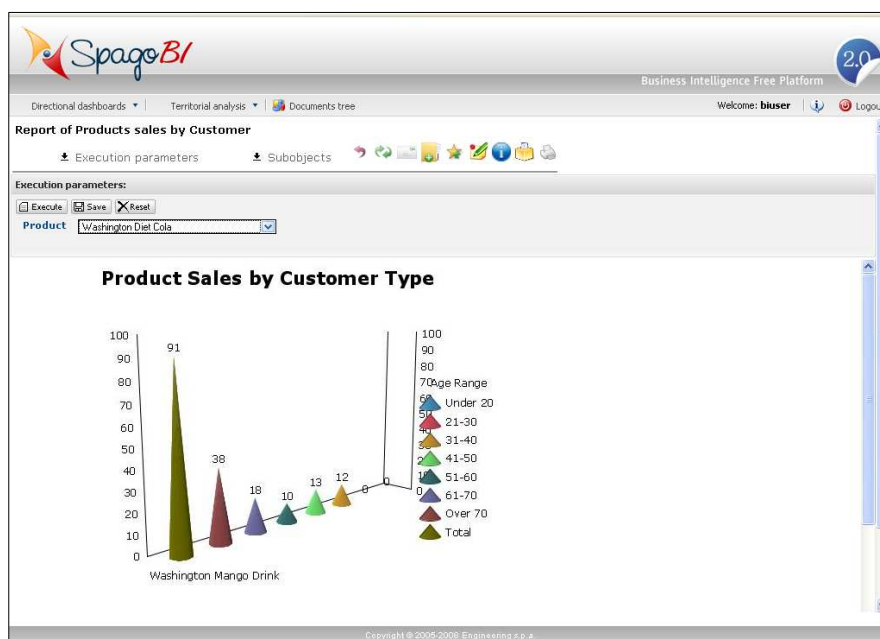 SpagoBI
2.0
Business Intelligence Free Platform
Directional dashboards Territorial analysis Documents tree Welcome: biuser Logou
Report of Products sales by Customer
Execution parameters Subobjects
Execution parameters:
Execute Save Reset
Product Washington Diet Cola
Product Sales by Customer Type
100
90
80
70
60
50
40
30
20
10
0
91
38
18
10
13
12
0
0
100
90
80
70
60
50
0
Age Range
Under 20
21-30
31-40
41-50
51-60
61-70
Over 70
Total
Washington Mango Drink
Copyright © 2005-2008 Engineering s.p.a.